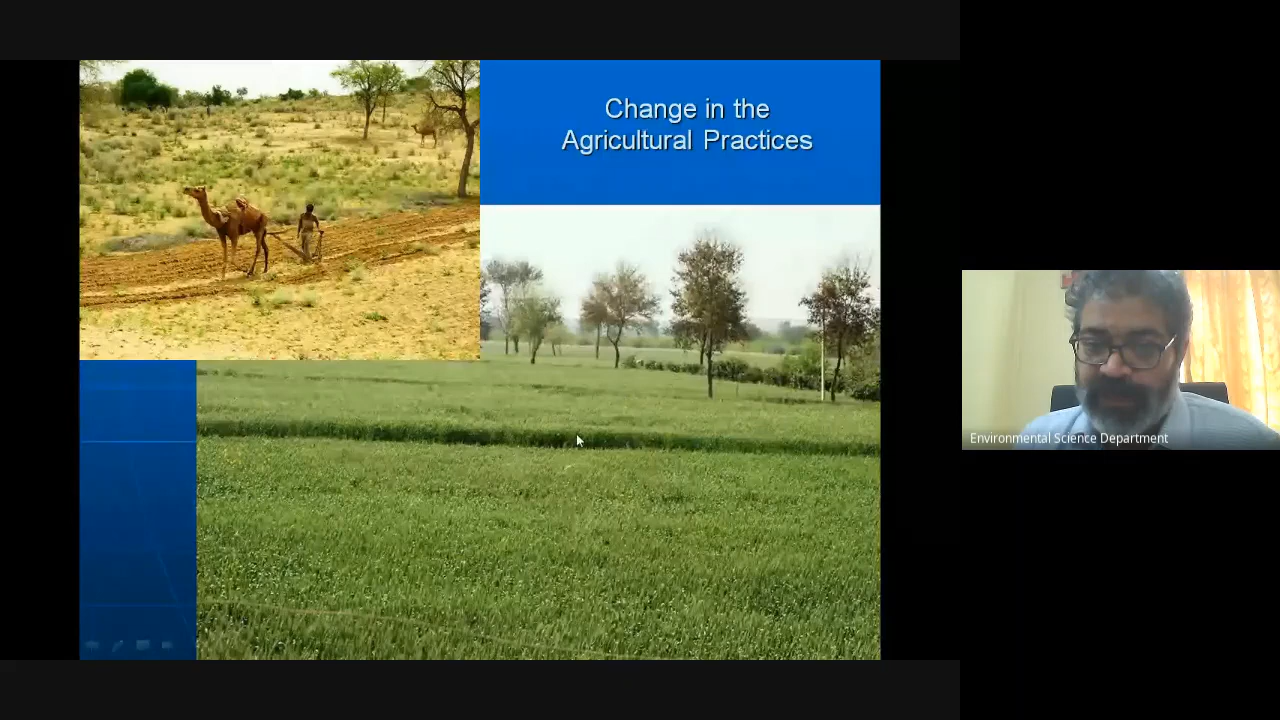 Change in the
Agricultural Practices
Environmental Science Department